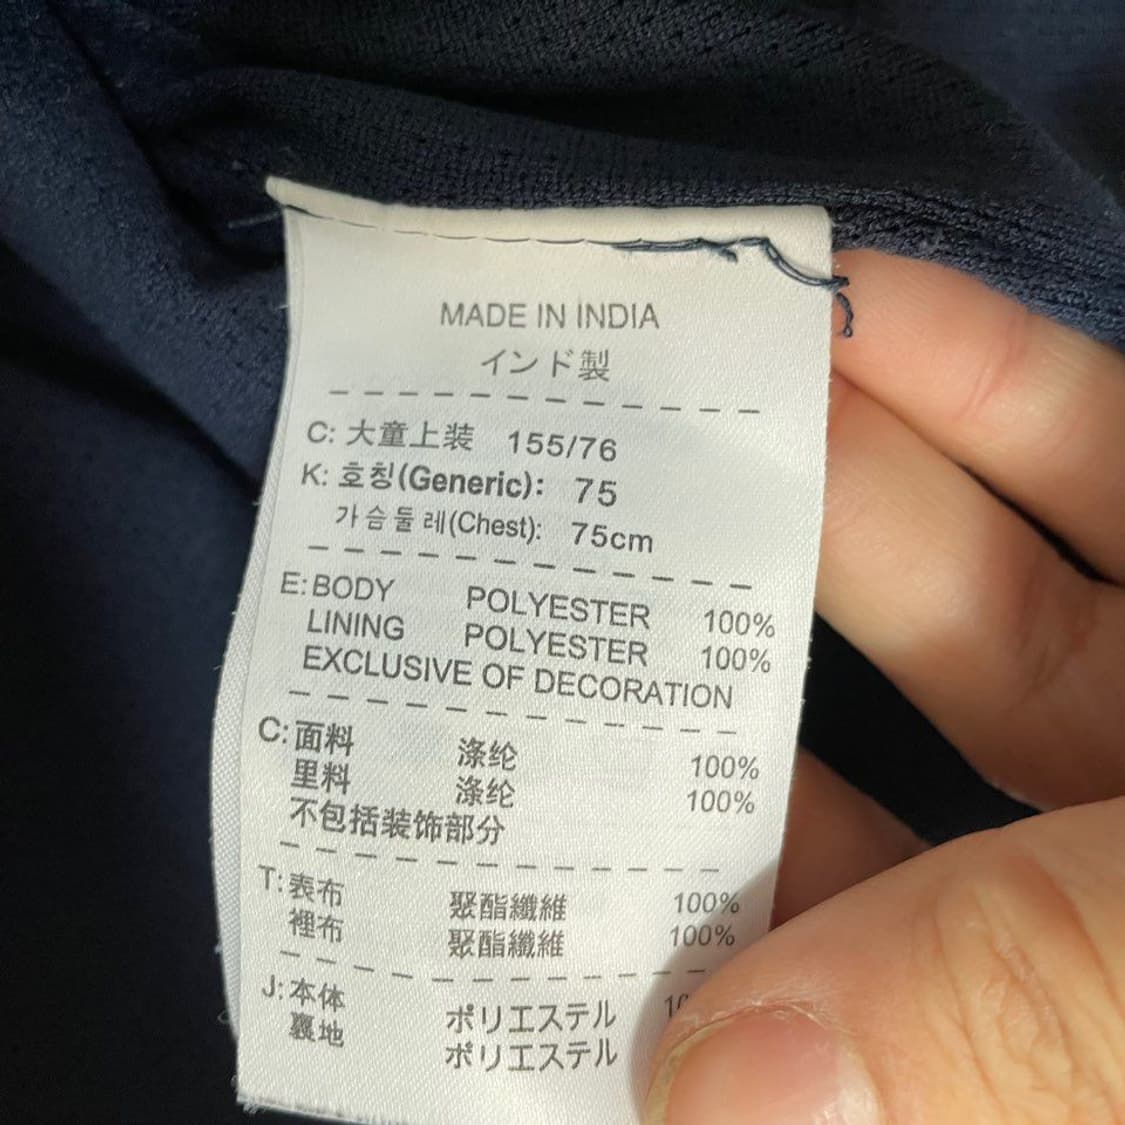 MADE IN INDIA
インド製
C: 大童上装 155/76
K: 호칭(Generic): 75
가슴둘레(Chest): 75cm
E: BODY POLYESTER 100%
LINING POLYESTER 100%
EXCLUSIVE OF DECORATION
C: 面料 涤纶 100%
里料 涤纶 100%
不包括装饰部分
T: 表布 聚酯纖維 100%
裡布 聚酯纖維 100%
J: 本体 ポリエステル
裏地 ポリエステル